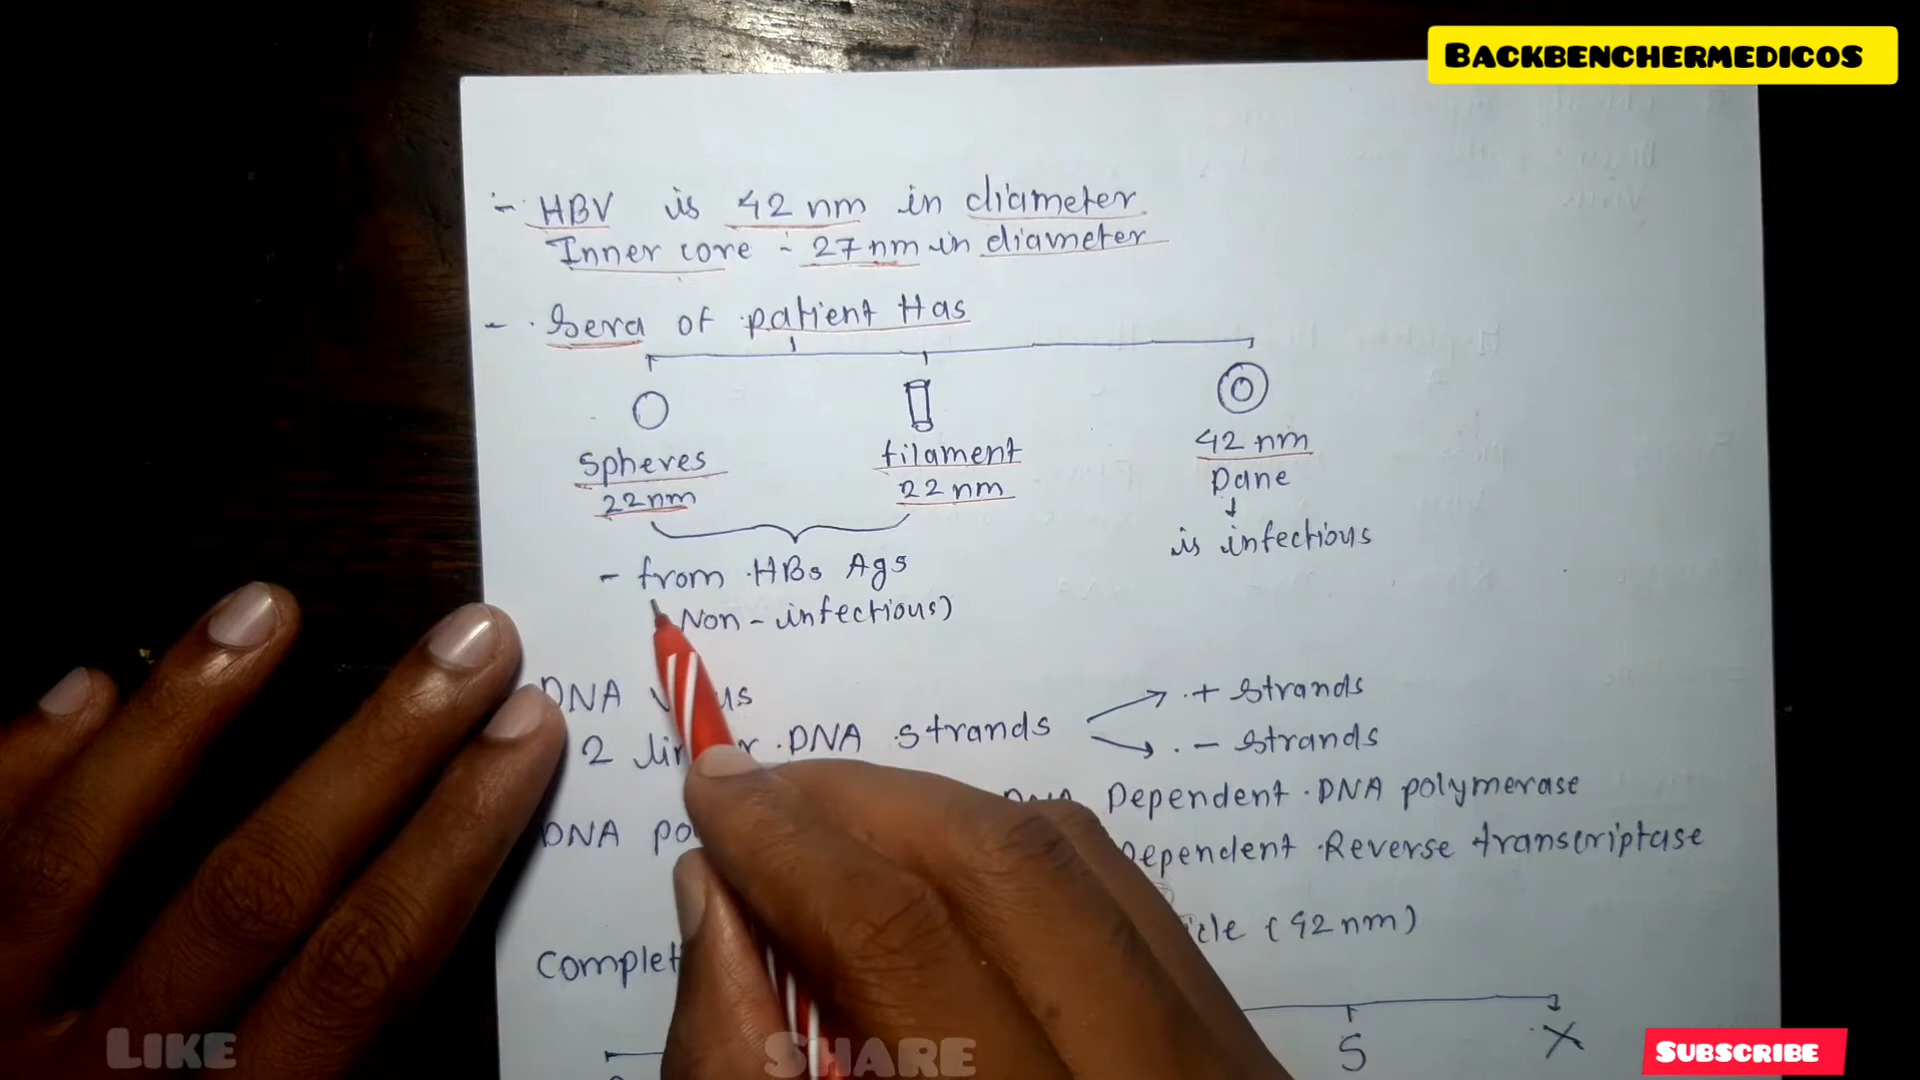 BACKBENCHERMEDICOS
- HBV is 42 nm in diameter
Inner core - 27 nm in diameter
- Sera of patient Has
Spheres
22nm
filament
22 nm
42 nm
Dane
is infectious
- from HBs Ags
Non - infectious)
DNA
2 DNA strands
+ strands
- strands
Dependent DNA polymerase
DNA
Dependent Reverse transcriptase
(42 nm)
S
X
LIKE
SHARE
SUBSCRIBE